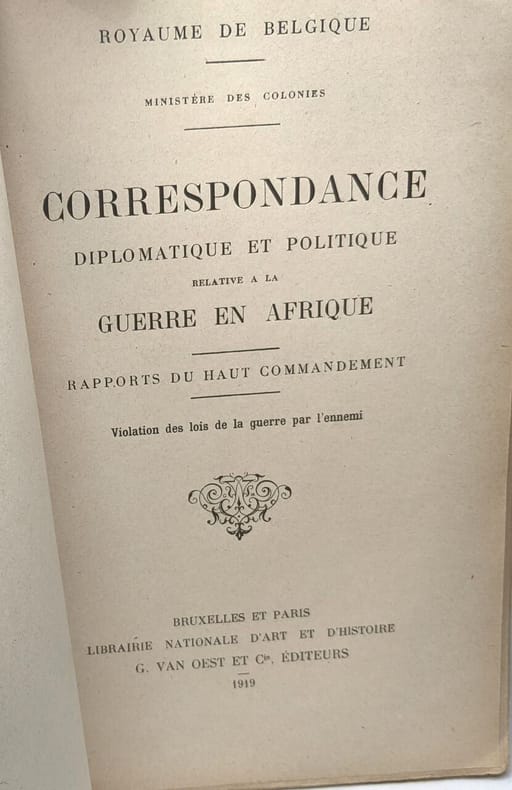 ROYAUME DE BELGIQUE
MINISTÈRE DES COLONIES
CORRESPONDANCE
DIPLOMATIQUE ET POLITIQUE
RELATIVE A LA
GUERRE EN AFRIQUE
RAPPORTS DU HAUT COMMANDEMENT
Violation des lois de la guerre par l'ennemi
BRUXELLES ET PARIS
LIBRAIRIE NATIONALE D'ART ET D'HISTOIRE
G. VAN OEST ET Cie, ÉDITEURS
1919